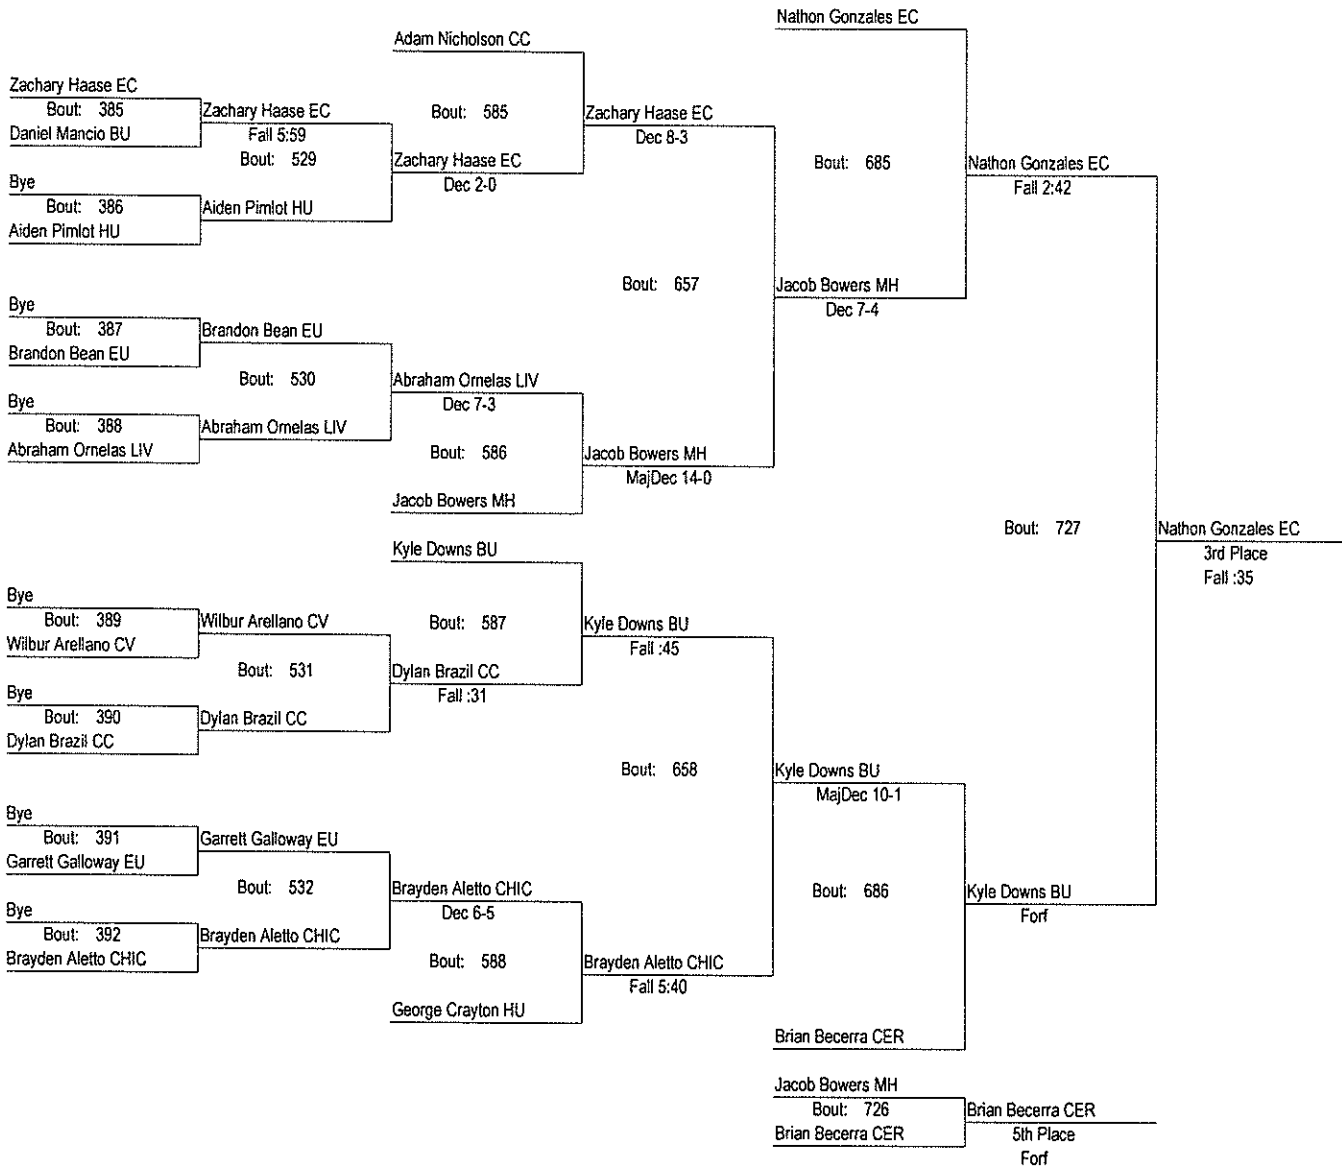 Nathon Gonzales EC
Adam Nicholson CC
Zachary Haase EC
Bout: 385
Daniel Mancio BU
Zachary Haase EC
Fall 5:59
Bout: 529
Bout: 585
Zachary Haase EC
Dec 8-3
Zachary Haase EC
Dec 2-0
Bout: 685
Nathon Gonzales EC
Fall 2:42
Bye
Bout: 386
Aiden Pimlot HU
Aiden Pimlot HU
Bout: 657
Jacob Bowers MH
Dec 7-4
Bye
Bout: 387
Brandon Bean EU
Brandon Bean EU
Bout: 530
Abraham Ornelas LIV
Dec 7-3
Bye
Bout: 388
Abraham Ornelas LIV
Abraham Ornelas LIV
Bout: 586
Jacob Bowers MH
MajDec 14-0
Jacob Bowers MH
Bout: 727
Nathon Gonzales EC
3rd Place
Fall :35
Kyle Downs BU
Bye
Bout: 389
Wilbur Arellano CV
Wilbur Arellano CV
Bout: 587
Kyle Downs BU
Fall :45
Bout: 531
Dylan Brazil CC
Fall :31
Bye
Bout: 390
Dylan Brazil CC
Dylan Brazil CC
Bout: 658
Kyle Downs BU
MajDec 10-1
Bye
Bout: 391
Garrett Galloway EU
Garrett Galloway EU
Bout: 532
Brayden Aletto CHIC
Dec 6-5
Bout: 686
Kyle Downs BU
Forf
Bye
Bout: 392
Brayden Aletto CHIC
Brayden Aletto CHIC
Bout: 588
Brayden Aletto CHIC
Fall 5:40
George Crayton HU
Brian Becerra CER
Jacob Bowers MH
Bout: 726
Brian Becerra CER
Brian Becerra CER
5th Place
Forf